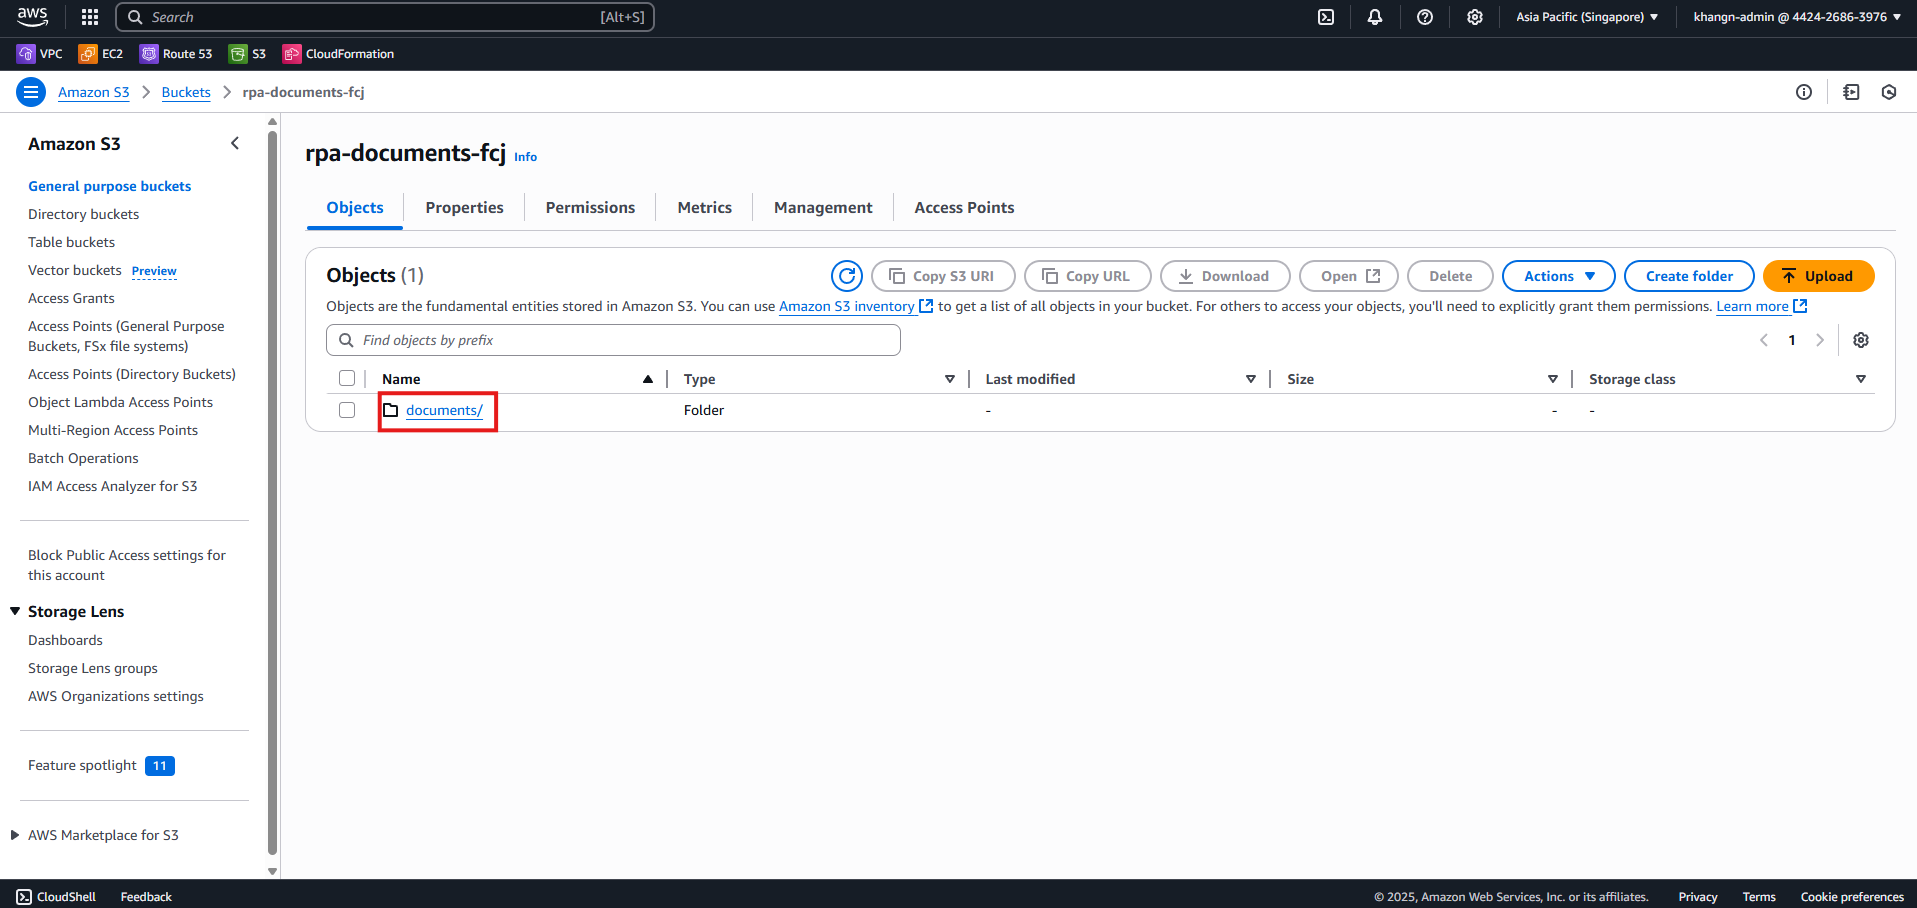 aws Search [Alt+S] Asia Pacific (Singapore) khangn-admin @ 4424-2686-3976
VPC EC2 Route 53 S3 CloudFormation
Amazon S3 Buckets rpa-documents-fcj
Amazon S3
General purpose buckets
Directory buckets
Table buckets
Vector buckets Preview
Access Grants
Access Points (General Purpose
Buckets, FSx file systems)
Access Points (Directory Buckets)
Object Lambda Access Points
Multi-Region Access Points
Batch Operations
IAM Access Analyzer for S3
Block Public Access settings for
this account
Storage Lens
Dashboards
Storage Lens groups
AWS Organizations settings
Feature spotlight 11
AWS Marketplace for S3
rpa-documents-fcj Info
Objects Properties Permissions Metrics Management Access Points
Objects (1) Copy S3 URI Copy URL Download Open Delete Actions Create folder Upload
Objects are the fundamental entities stored in Amazon S3. You can use Amazon S3 inventory to get a list of all objects in your bucket. For others to access your objects, you'll need to explicitly grant them permissions. Learn more
Find objects by prefix 1
Name Type Last modified Size Storage class
documents/ Folder - - -
CloudShell Feedback © 2025, Amazon Web Services, Inc. or its affiliates. Privacy Terms Cookie preferences